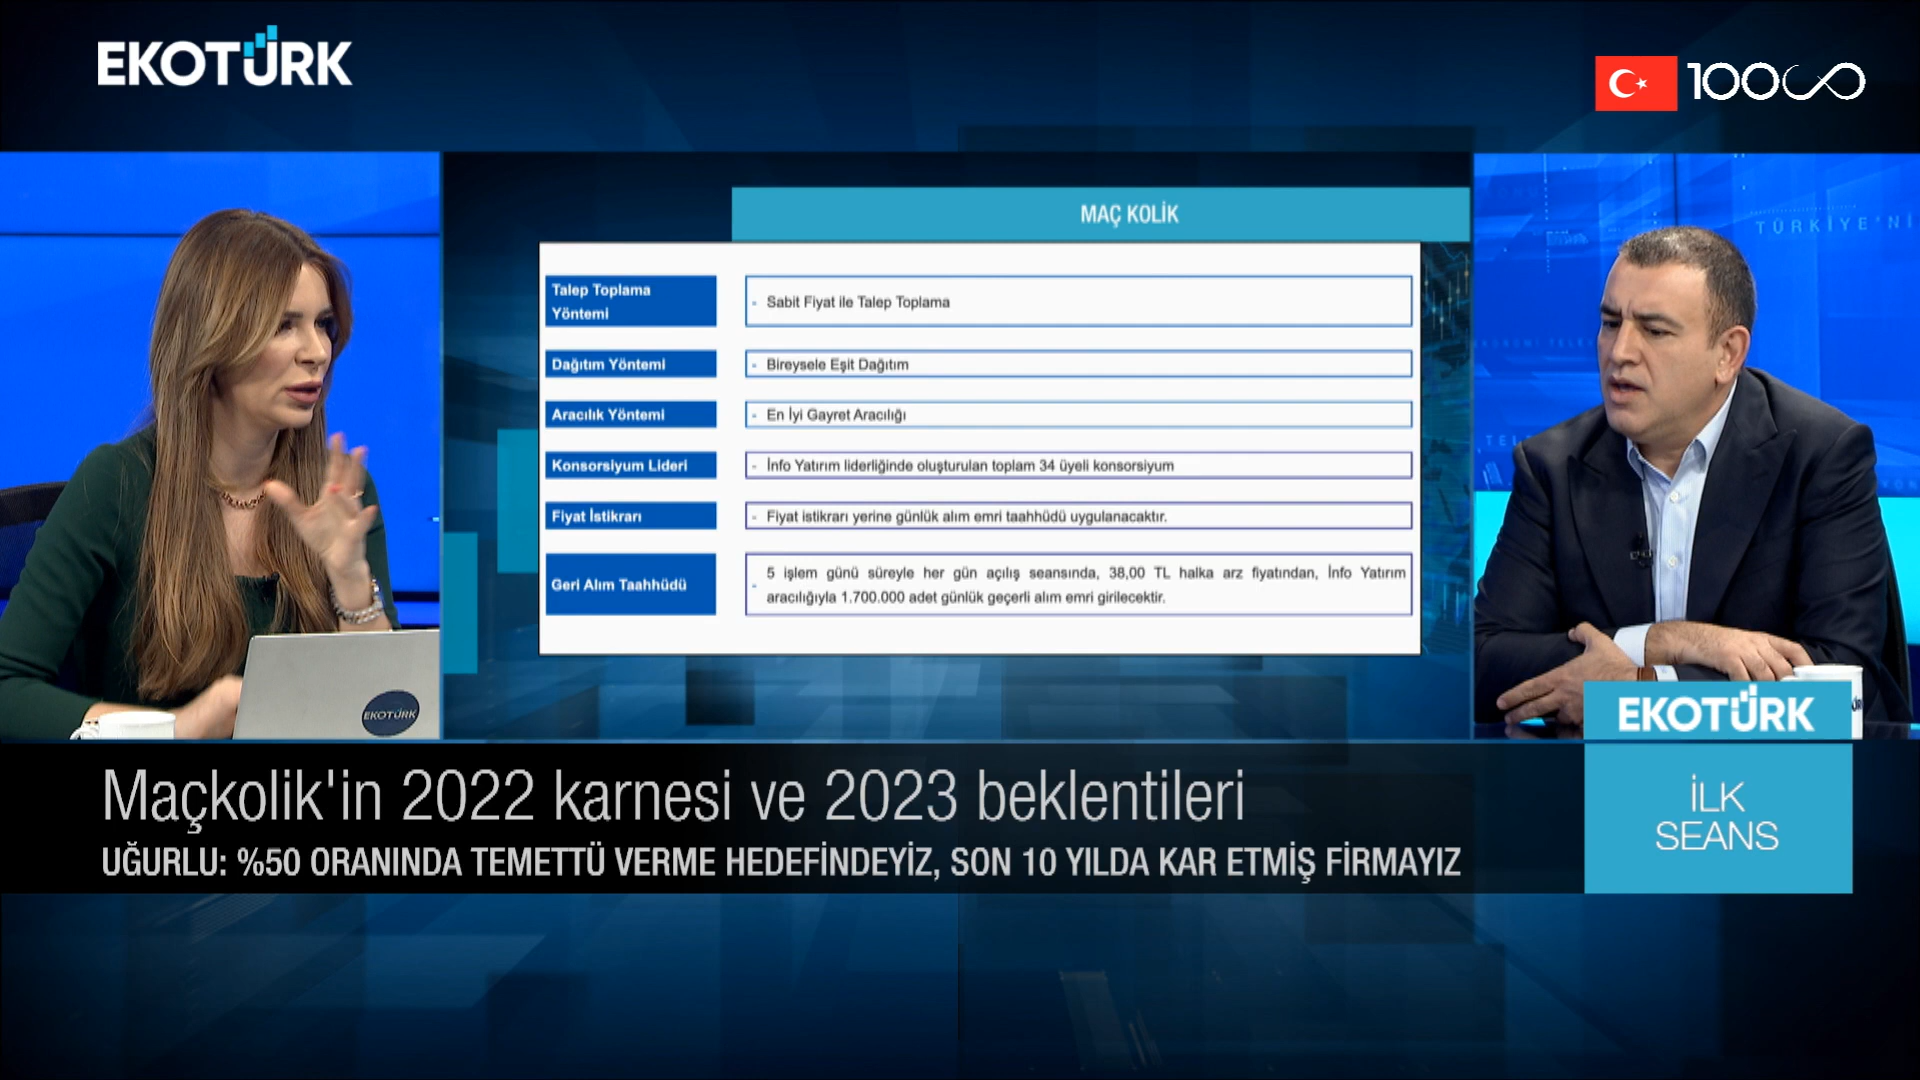 EKOTÜRK
100
MAÇ KOLİK
TÜRKİYE'Nİ
Talep Toplama
Yöntemi
- Sabit Fiyat ile Talep Toplama
Dağıtım Yöntemi
- Bireysele Eşit Dağıtım
Aracılık Yöntemi
- En İyi Gayret Aracılığı
Konsorsiyum Lideri
- İnfo Yatırım liderliğinde oluşturulan toplam 34 üyeli konsorsiyum
Fiyat İstikrarı
- Fiyat istikrarı yerine günlük alım emri taahhüdü uygulanacaktır.
Geri Alım Taahhüdü
- 5 işlem günü süreyle her gün açılış seansında, 38,00 TL halka arz fiyatından, İnfo Yatırım
aracılığıyla 1.700.000 adet günlük geçerli alım emri girilecektir.
EKOTÜRK
EKOTÜRK
Maçkolik'in 2022 karnesi ve 2023 beklentileri
UĞURLU: %50 ORANINDA TEMETTÜ VERME HEDEFİNDEYİZ, SON 10 YILDA KAR ETMİŞ FİRMAYIZ
İLK
SEANS